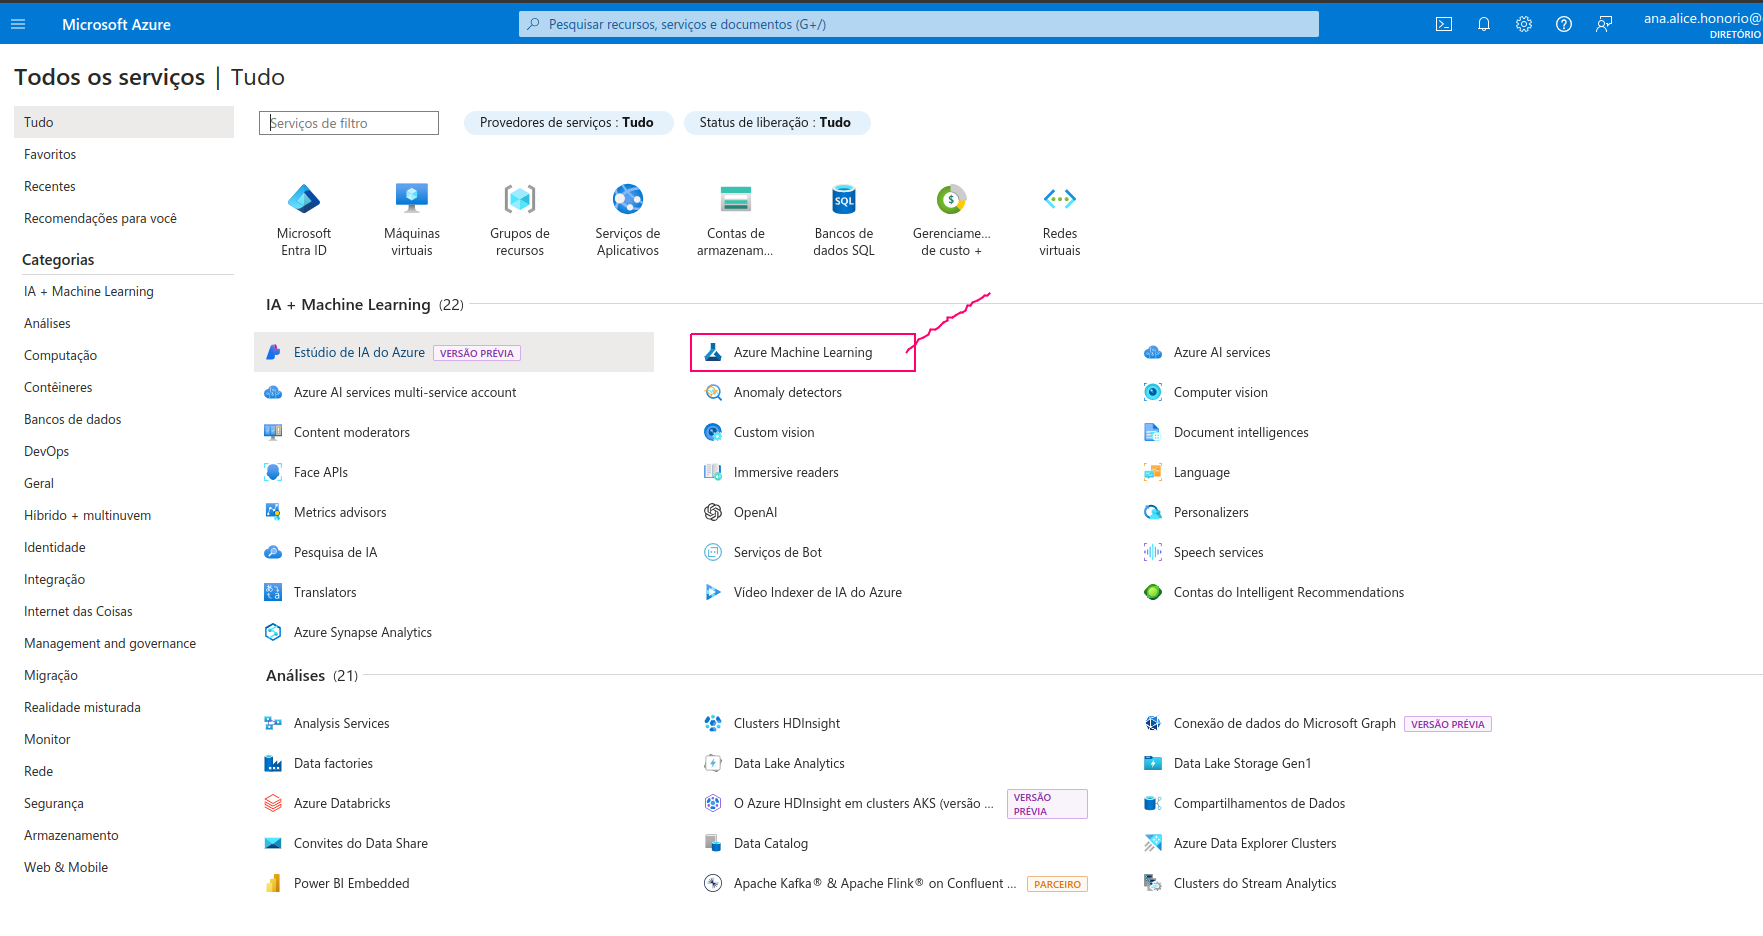 Microsoft Azure
Pesquisar recursos, serviços e documentos (G+/)
ana.alice.honorio@
DIRETÓRIO
Todos os serviços | Tudo
Tudo
Favoritos
Recentes
Recomendações para você
Categorias
IA + Machine Learning
Análises
Computação
Contêineres
Bancos de dados
DevOps
Geral
Híbrido + multinuvem
Identidade
Integração
Internet das Coisas
Management and governance
Migração
Realidade misturada
Monitor
Rede
Segurança
Armazenamento
Web & Mobile
Serviços de filtro
Provedores de serviços : Tudo
Status de liberação : Tudo
Microsoft
Entra ID
Máquinas
virtuais
Grupos de
recursos
Serviços de
Aplicativos
Contas de
armazenam...
SQL
Bancos de
dados SQL
Gerenciame...
de custo +
Redes
virtuais
IA + Machine Learning (22)
Estúdio de IA do Azure VERSÃO PRÉVIA
Azure Machine Learning
Azure AI services
Azure AI services multi-service account
Anomaly detectors
Computer vision
Content moderators
Custom vision
Document intelligences
Face APIs
Immersive readers
Language
Metrics advisors
OpenAI
Personalizers
Pesquisa de IA
Serviços de Bot
Speech services
Translators
Vídeo Indexer de IA do Azure
Contas do Intelligent Recommendations
Azure Synapse Analytics
Análises (21)
Analysis Services
Clusters HDInsight
Conexão de dados do Microsoft Graph VERSÃO PRÉVIA
Data factories
Data Lake Analytics
Data Lake Storage Gen1
Azure Databricks
O Azure HDInsight em clusters AKS (versão ...
VERSÃO
PRÉVIA
Compartilhamentos de Dados
Convites do Data Share
Data Catalog
Azure Data Explorer Clusters
Power BI Embedded
Apache Kafka® & Apache Flink® on Confluent ... PARCEIRO
Clusters do Stream Analytics